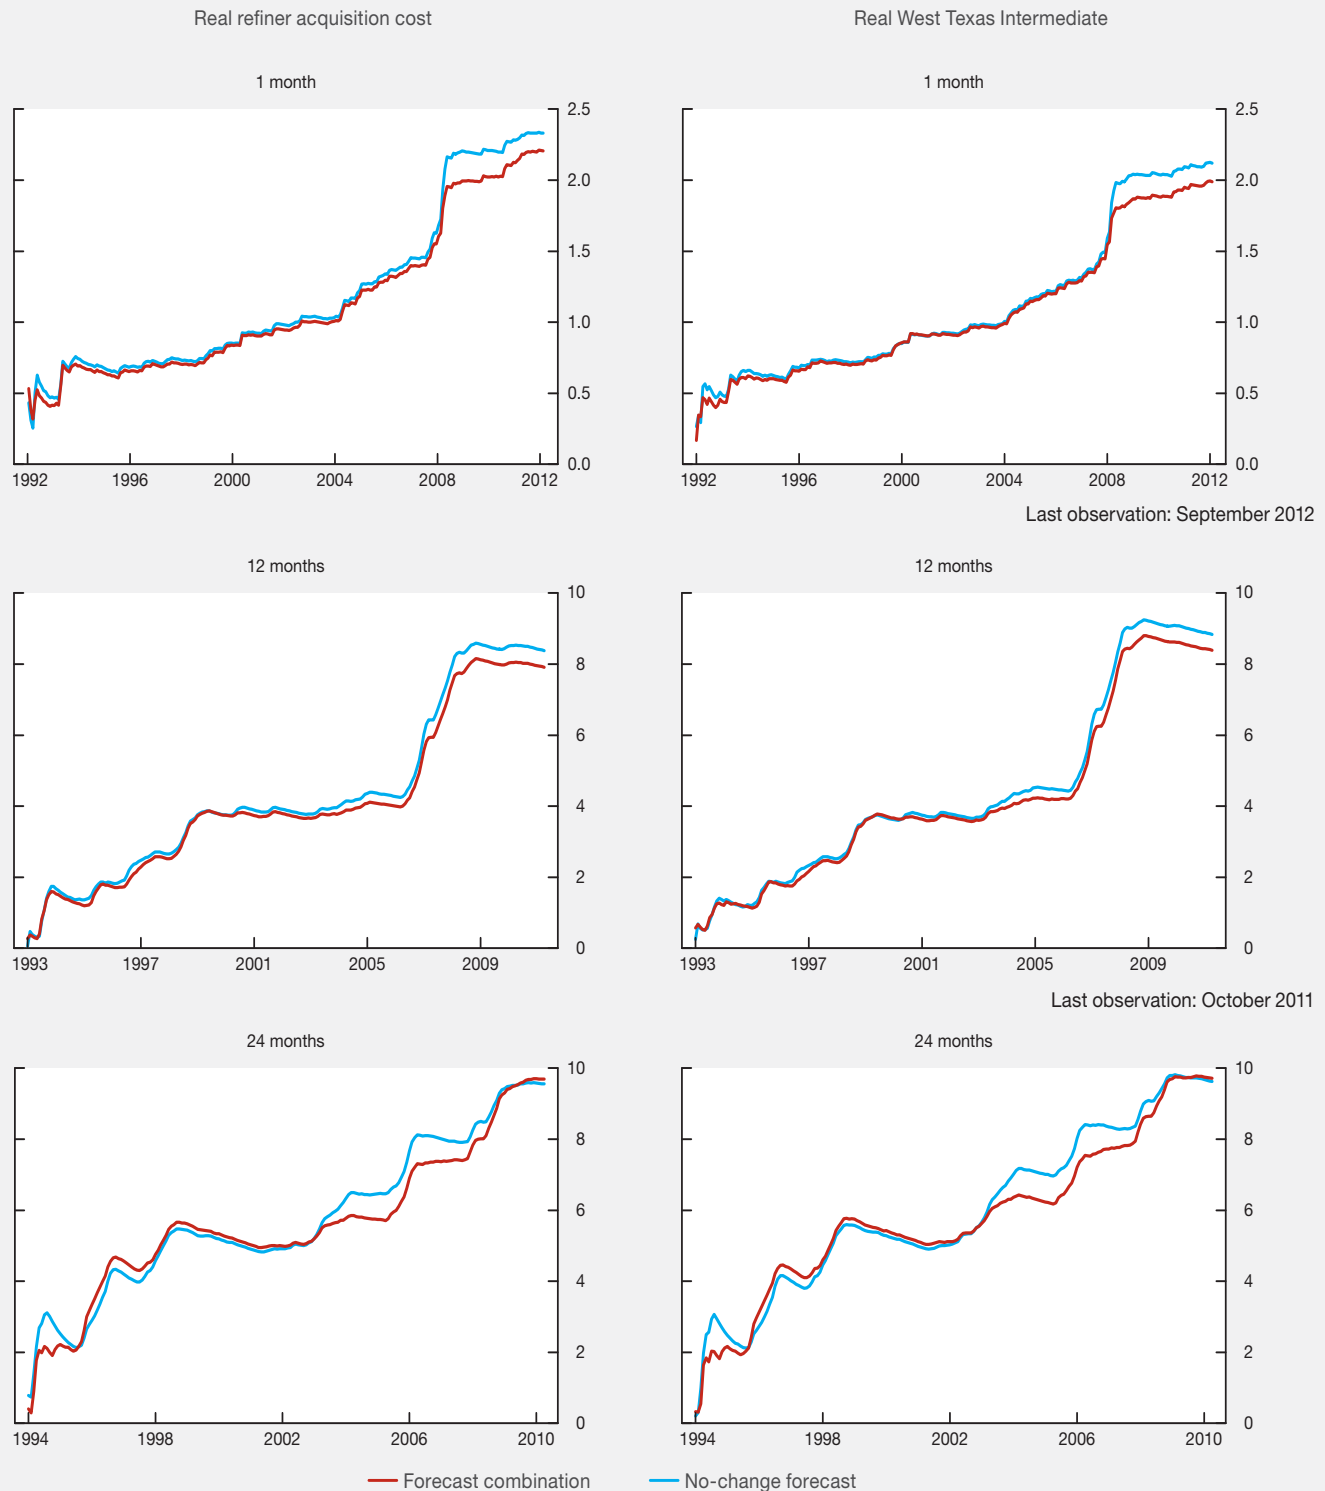 Real refiner acquisition cost
Real West Texas Intermediate
1 month
1 month
2.5
2.0
1.5
1.0
0.5
0.0
1992 1996 2000 2004 2008 2012
2.5
2.0
1.5
1.0
0.5
0.0
1992 1996 2000 2004 2008 2012
Last observation: September 2012
12 months
12 months
10
8
6
4
2
0
1993 1997 2001 2005 2009
10
8
6
4
2
0
1993 1997 2001 2005 2009
Last observation: October 2011
24 months
24 months
10
8
6
4
2
0
1994 1998 2002 2006 2010
10
8
6
4
2
0
1994 1998 2002 2006 2010
Forecast combination
No-change forecast